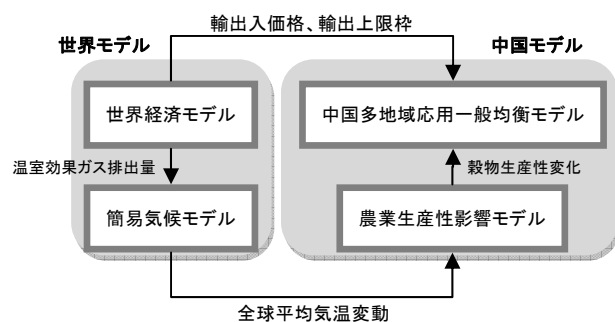 輸出入価格、輸出上限枠
世界モデル
中国モデル
世界経済モデル
中国多地域応用一般均衡モデル
温室効果ガス排出量
穀物生産性変化
簡易気候モデル
農業生産性影響モデル
全球平均気温変動